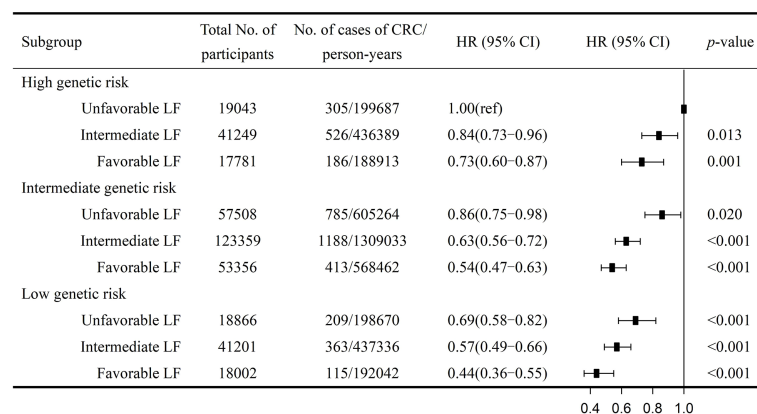 Subgroup Total No. of participants No. of cases of CRC/ person-years HR (95% CI) HR (95% CI) p-value
High genetic risk
Unfavorable LF 19043 305/199687 1.00(ref)
Intermediate LF 41249 526/436389 0.84(0.73−0.96) 0.013
Favorable LF 17781 186/188913 0.73(0.60−0.87) 0.001
Intermediate genetic risk
Unfavorable LF 57508 785/605264 0.86(0.75−0.98) 0.020
Intermediate LF 123359 1188/1309033 0.63(0.56−0.72) <0.001
Favorable LF 53356 413/568462 0.54(0.47−0.63) <0.001
Low genetic risk
Unfavorable LF 18866 209/198670 0.69(0.58−0.82) <0.001
Intermediate LF 41201 363/437336 0.57(0.49−0.66) <0.001
Favorable LF 18002 115/192042 0.44(0.36−0.55) <0.001
0.4 0.6 0.8 1.0